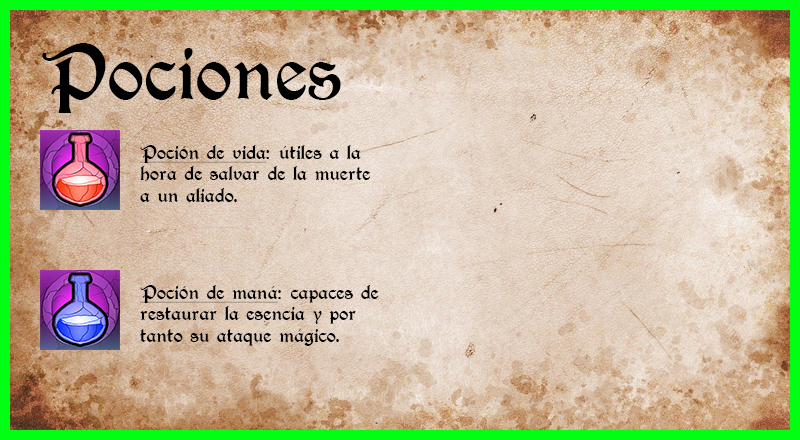 Pociones
Poción de vida: útiles a la
hora de salvar de la muerte
a un aliado.
Poción de maná: capaces de
restaurar la esencia y por
tanto su ataque mágico.